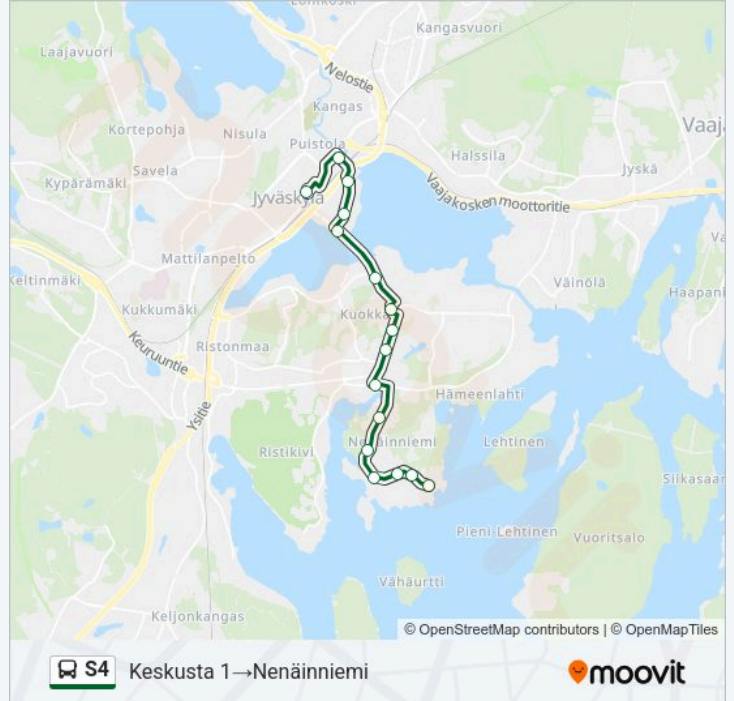 Lohikoski
Kangasvuori
Laajavuori
Nelostie
Kangas
Kortepohja
Nisula
Puistola
Vaaj
Halssila
Savela
Jyskä
Kypärämäki
Jyväskylä
Vaajakosken moottoritie
Va
Mattilanpelto
Keltinmäki
Väinölä
Haapani
Kukkumäki
Kuokka
Keuruuntie
Ristonmaa
Ysitie
Hämeenlahti
Nenäinniemi
Lehtinen
Ristikivi
Siikasaar
Pieni-Lehtinen
Vuoritsalo
Vähäurtti
Keljonkangas
© OpenStreetMap contributors | © OpenMapTiles
S4 Keskusta 1→Nenäinniemi
moovit